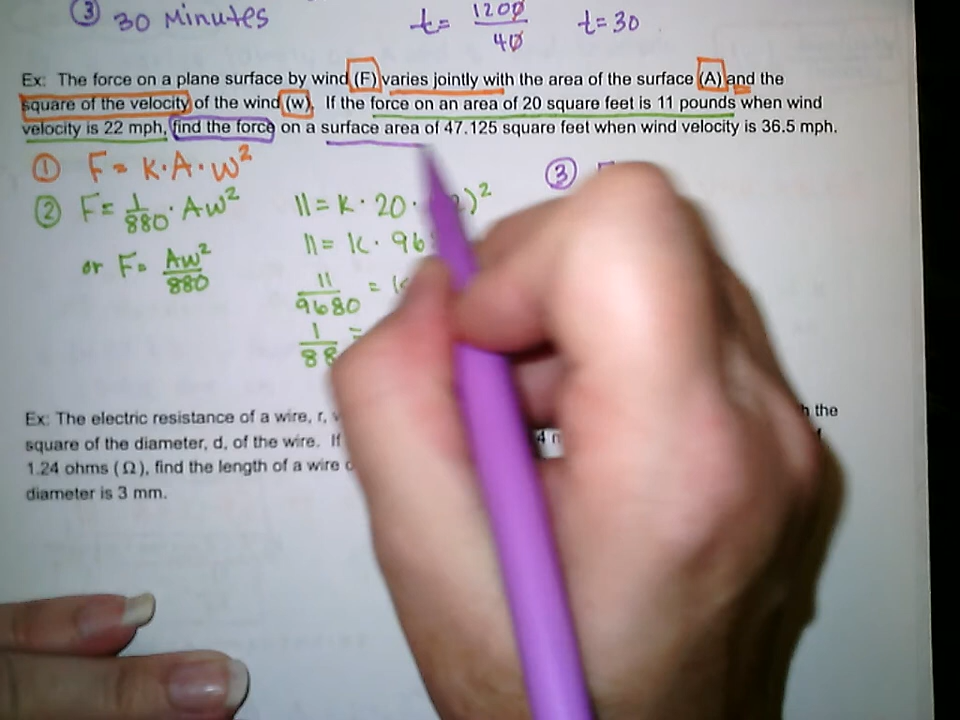 ③ 30 MINUTES t= 1200/40 t=30
Ex: The force on a plane surface by wind (F) varies jointly with the area of the surface (A) and the
square of the velocity of the wind (w). If the force on an area of 20 square feet is 11 pounds when wind
velocity is 22 mph, find the force on a surface area of 47.125 square feet when wind velocity is 36.5 mph.
① F = K·A·w² ③
② F = 1/880 · Aw² 11 = K · 20 · )²
11 = K · 96
or F = Aw²/880
11/9680 =
1/88 =
Ex: The electric resistance of a wire, r, the
square of the diameter, d, of the wire. If 4
1.24 ohms (Ω), find the length of a wire
diameter is 3 mm.